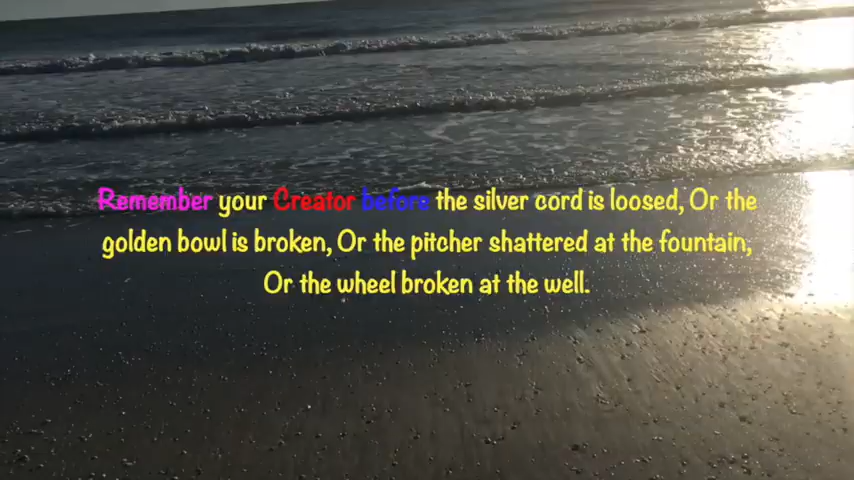 Remember your Creator before the silver cord is loosed, Or the
golden bowl is broken, Or the pitcher shattered at the fountain,
Or the wheel broken at the well.